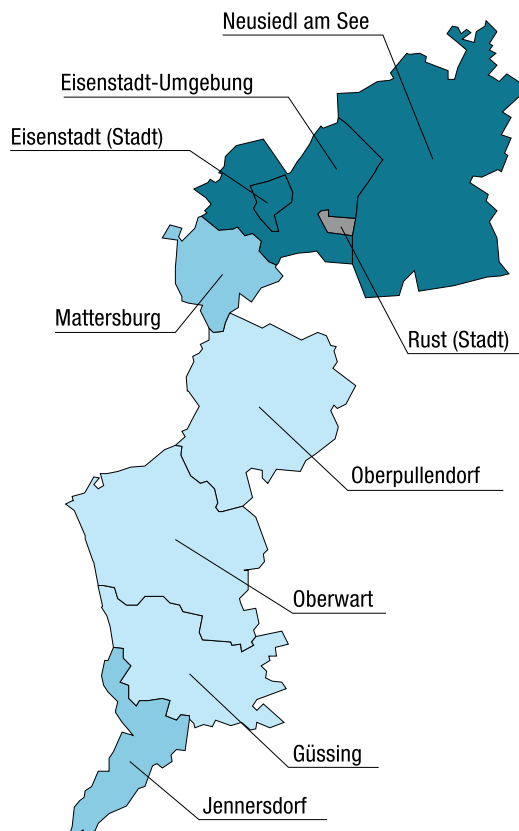 Neusiedl am See
Eisenstadt-Umgebung
Eisenstadt (Stadt)
Mattersburg
Rust (Stadt)
Oberpullendorf
Oberwart
Güssing
Jennersdorf